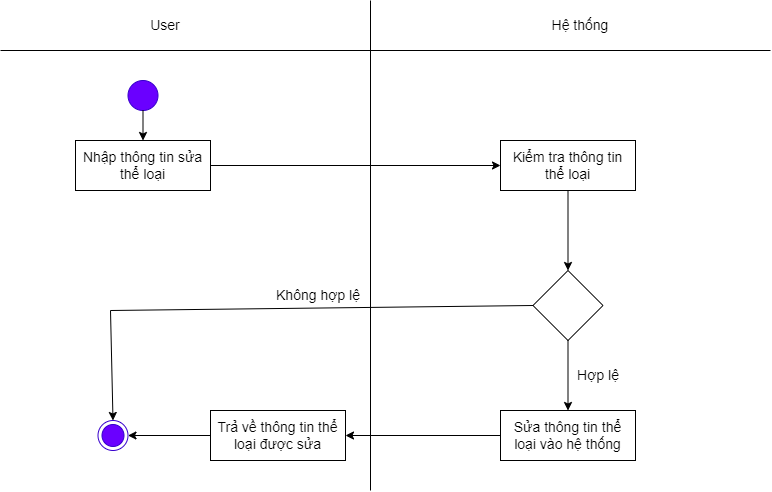 User
Hệ thống
Nhập thông tin sửa
thể loại
Kiểm tra thông tin
thể loại
Không hợp lệ
Hợp lệ
Trả về thông tin thể
loại được sửa
Sửa thông tin thể
loại vào hệ thống